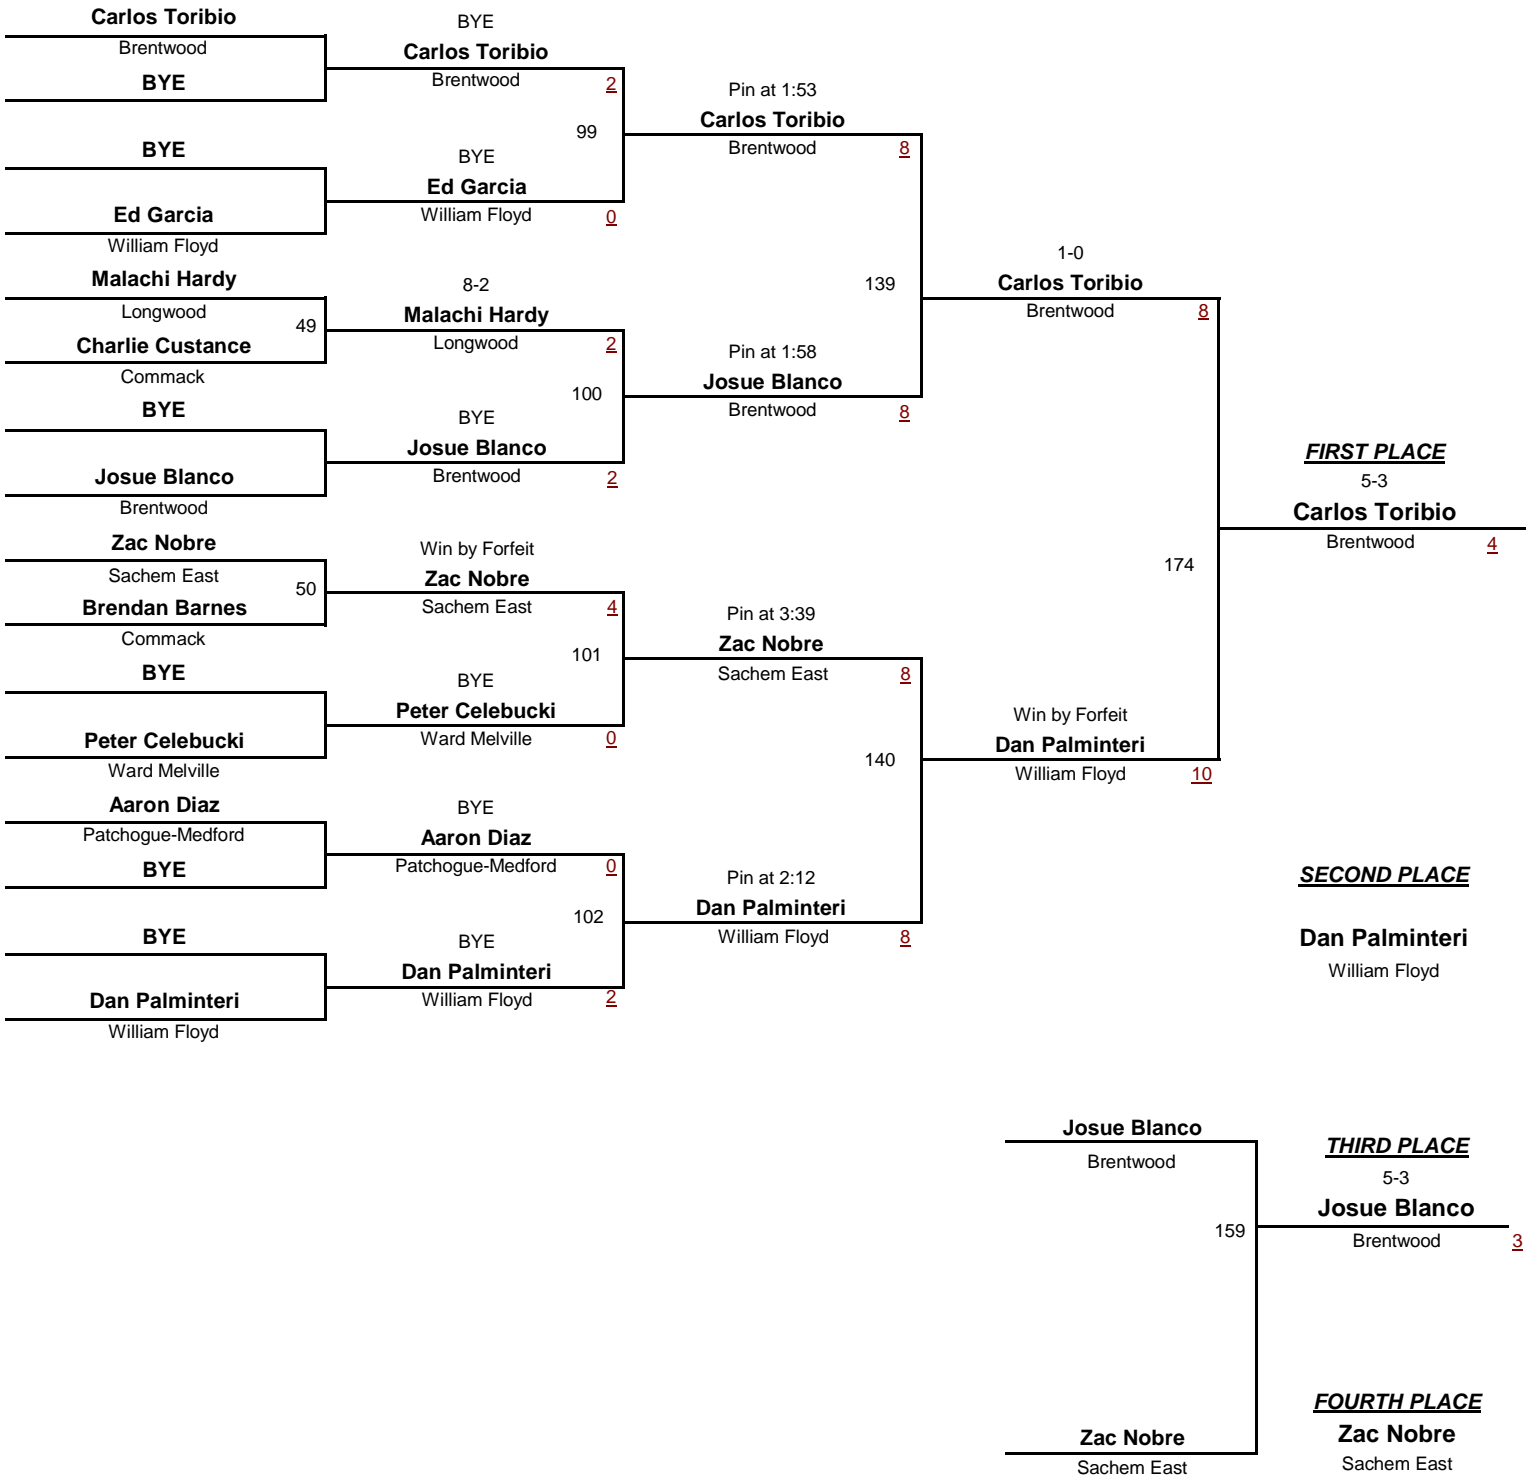 Carlos Toribio
Brentwood
BYE
BYE
Ed Garcia
William Floyd
Malachi Hardy
Longwood
49
Charlie Custance
Commack
BYE
Josue Blanco
Brentwood
Zac Nobre
Sachem East
50
Brendan Barnes
Commack
BYE
Peter Celebucki
Ward Melville
Aaron Diaz
Patchogue-Medford
BYE
BYE
Dan Palminteri
William Floyd
BYE
Carlos Toribio
Brentwood
2
99
BYE
Ed Garcia
William Floyd
0
8-2
Malachi Hardy
Longwood
2
100
BYE
Josue Blanco
Brentwood
2
Win by Forfeit
Zac Nobre
Sachem East
4
101
BYE
Peter Celebucki
Ward Melville
0
BYE
Aaron Diaz
Patchogue-Medford
0
102
BYE
Dan Palminteri
William Floyd
2
Pin at 1:53
Carlos Toribio
Brentwood
8
139
Pin at 1:58
Josue Blanco
Brentwood
8
Pin at 3:39
Zac Nobre
Sachem East
8
140
Pin at 2:12
Dan Palminteri
William Floyd
8
1-0
Carlos Toribio
Brentwood
8
174
Win by Forfeit
Dan Palminteri
William Floyd
10
FIRST PLACE
5-3
Carlos Toribio
Brentwood
4
SECOND PLACE
Dan Palminteri
William Floyd
Josue Blanco
Brentwood
159
Zac Nobre
Sachem East
THIRD PLACE
5-3
Josue Blanco
Brentwood
3
FOURTH PLACE
Zac Nobre
Sachem East